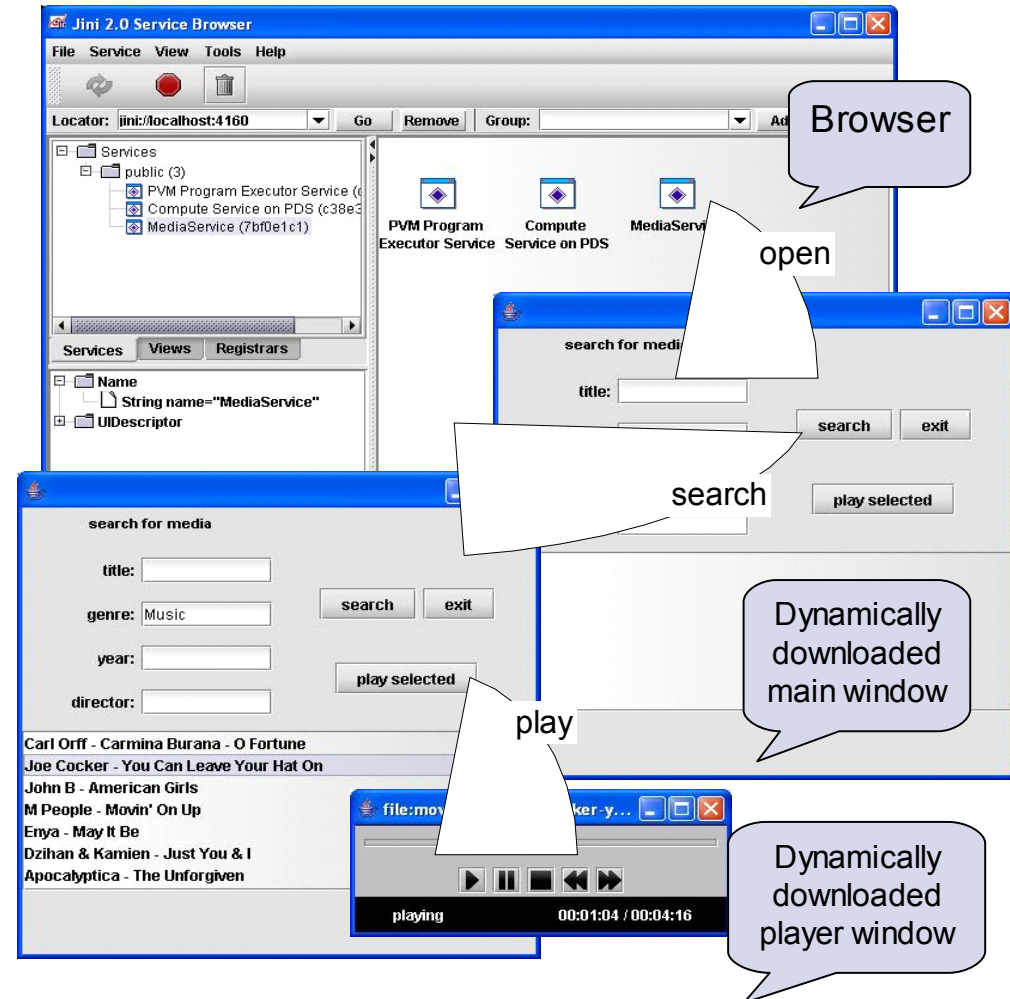 Jini 2.0 Service Browser
File Service View Tools Help
Locator: jini://localhost:4160 Go Remove Group:
Browser
Services
public (3)
PVM Program Executor Service
Compute Service on PDS (c38e3
MediaService (7bf0e1c1)
PVM Program
Executor Service
Compute
Service on PDS
open
Services Views Registrars
Name
String name="MediaService"
UIDescriptor
title:
search exit
search
play selected
Dynamically
downloaded
main window
search for media
title:
genre: Music
year:
director:
search exit
play selected
play
Carl Orff - Carmina Burana - O Fortune
Joe Cocker - You Can Leave Your Hat On
John B - American Girls
M People - Movin' On Up
Enya - May It Be
Dzihan & Kamien - Just You & I
Apocalyptica - The Unforgiven
file:mov ker-y...
playing 00:01:04 / 00:04:16
Dynamically
downloaded
player window